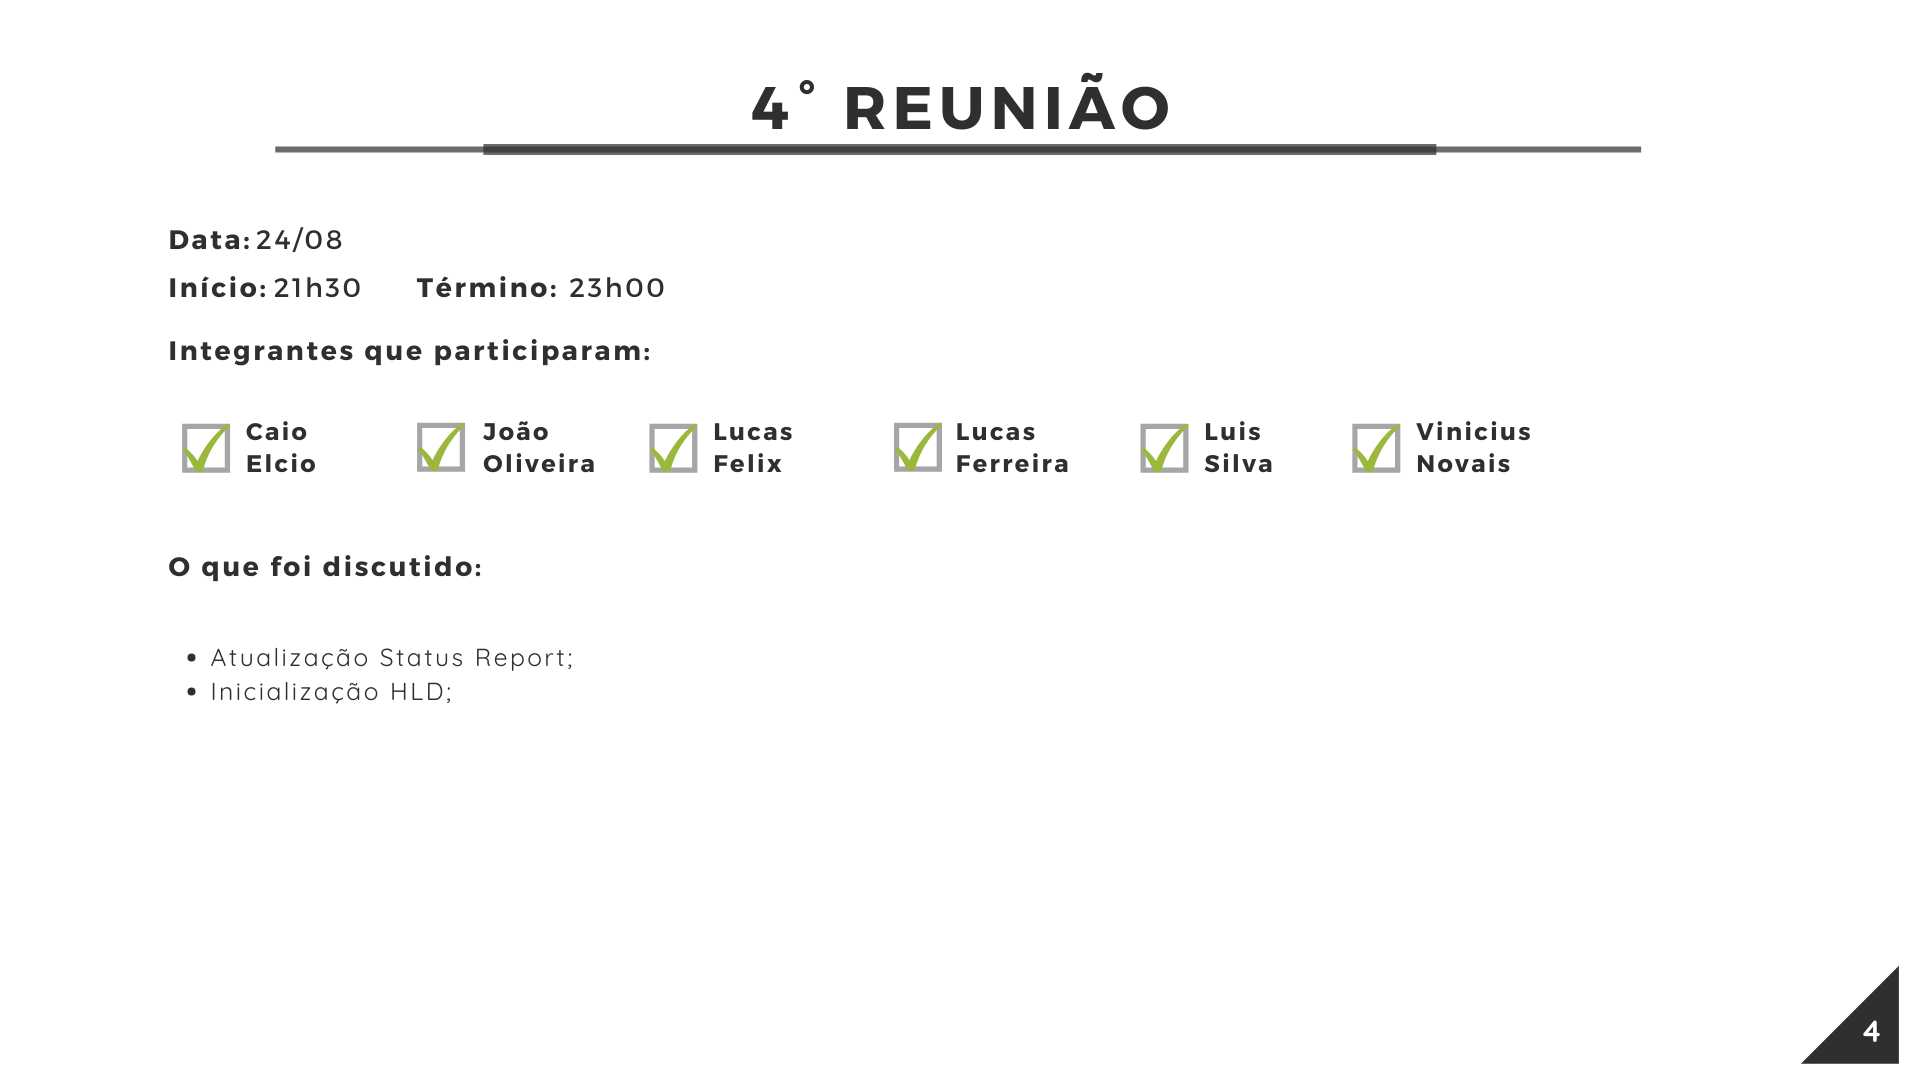 4° REUNIÃO
Data: 24/08
Início: 21h30 Término: 23h00
Integrantes que participaram:
Caio Elcio
João Oliveira
Lucas Felix
Lucas Ferreira
Luis Silva
Vinicius Novais
O que foi discutido:
• Atualização Status Report;
• Inicialização HLD;
4